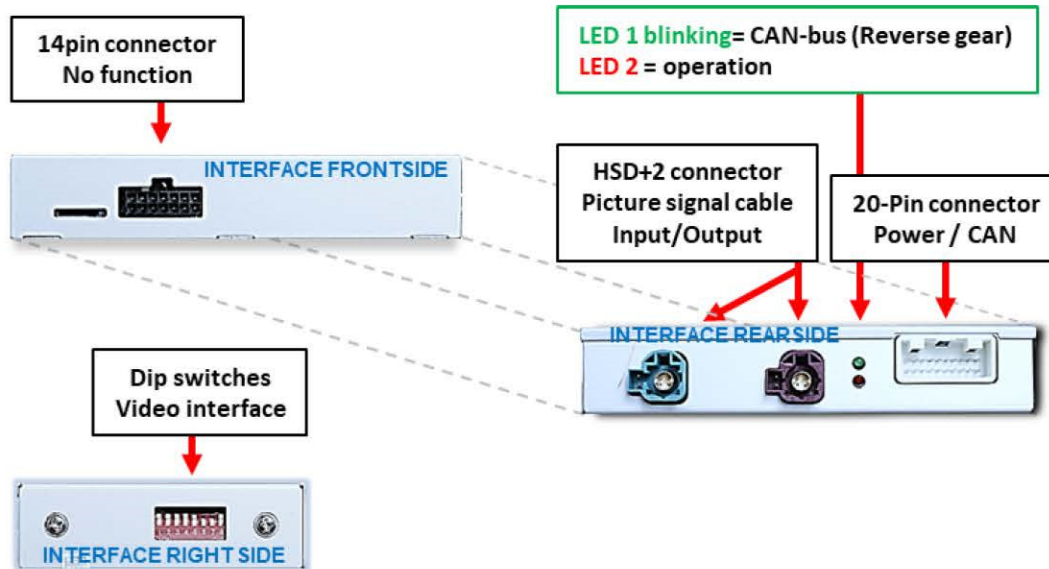 14pin connector
No function
LED 1 blinking= CAN-bus (Reverse gear)
LED 2 = operation
INTERFACE FRONTSIDE
HSD+2 connector
Picture signal cable
Input/Output
20-Pin connector
Power / CAN
INTERFACE REARSIDE
Dip switches
Video interface
INTERFACE RIGHT SIDE